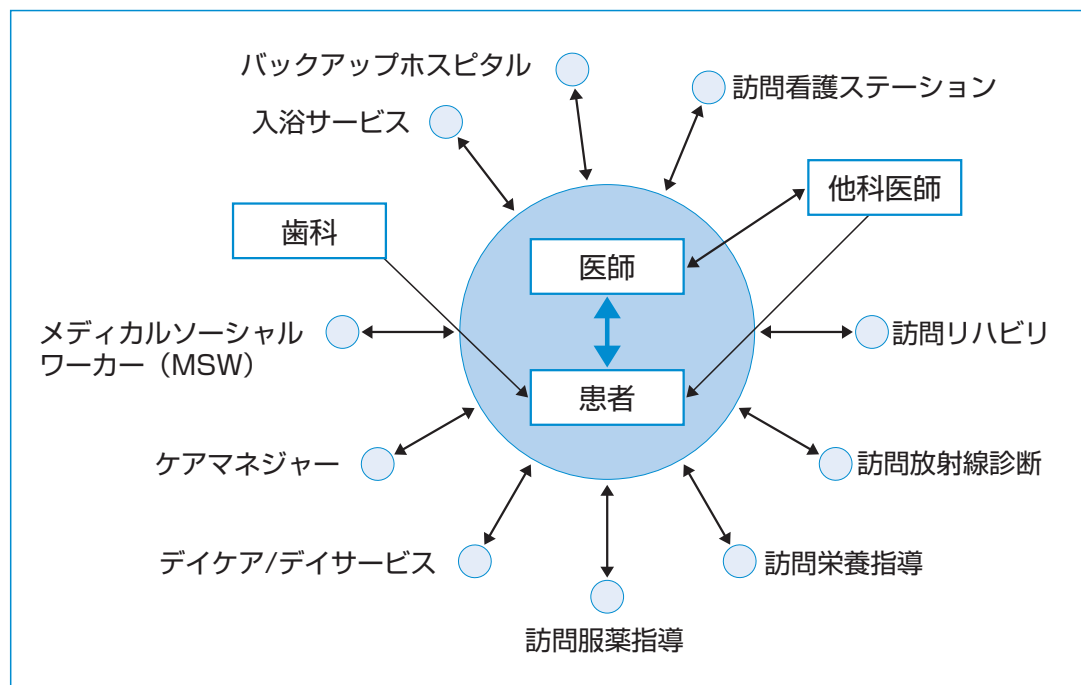 バックアップホスピタル
訪問看護ステーション
入浴サービス
他科医師
歯科
医師
メディカルソーシャル
ワーカー（MSW）
訪問リハビリ
患者
ケアマネジャー
訪問放射線診断
デイケア/デイサービス
訪問栄養指導
訪問服薬指導